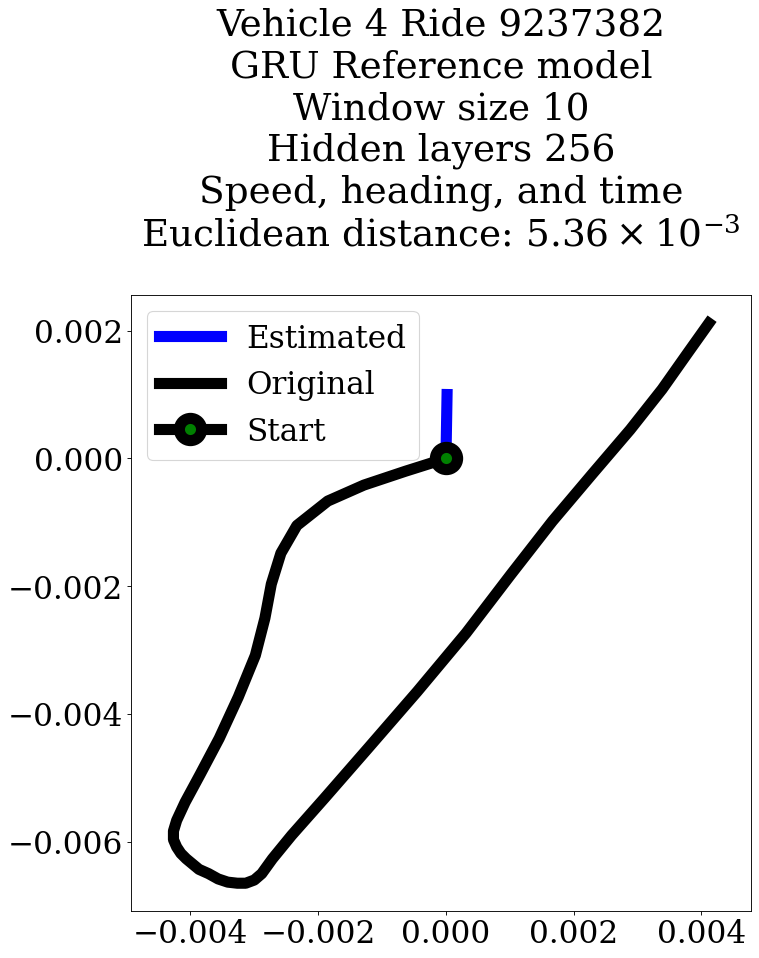 Vehicle 4 Ride 9237382
GRU Reference model
Window size 10
Hidden layers 256
Speed, heading, and time
Euclidean distance: 5.36 × 10⁻³
Estimated
Original
Start
0.002
0.000
−0.002
−0.004
−0.006
−0.004 −0.002 0.000 0.002 0.004